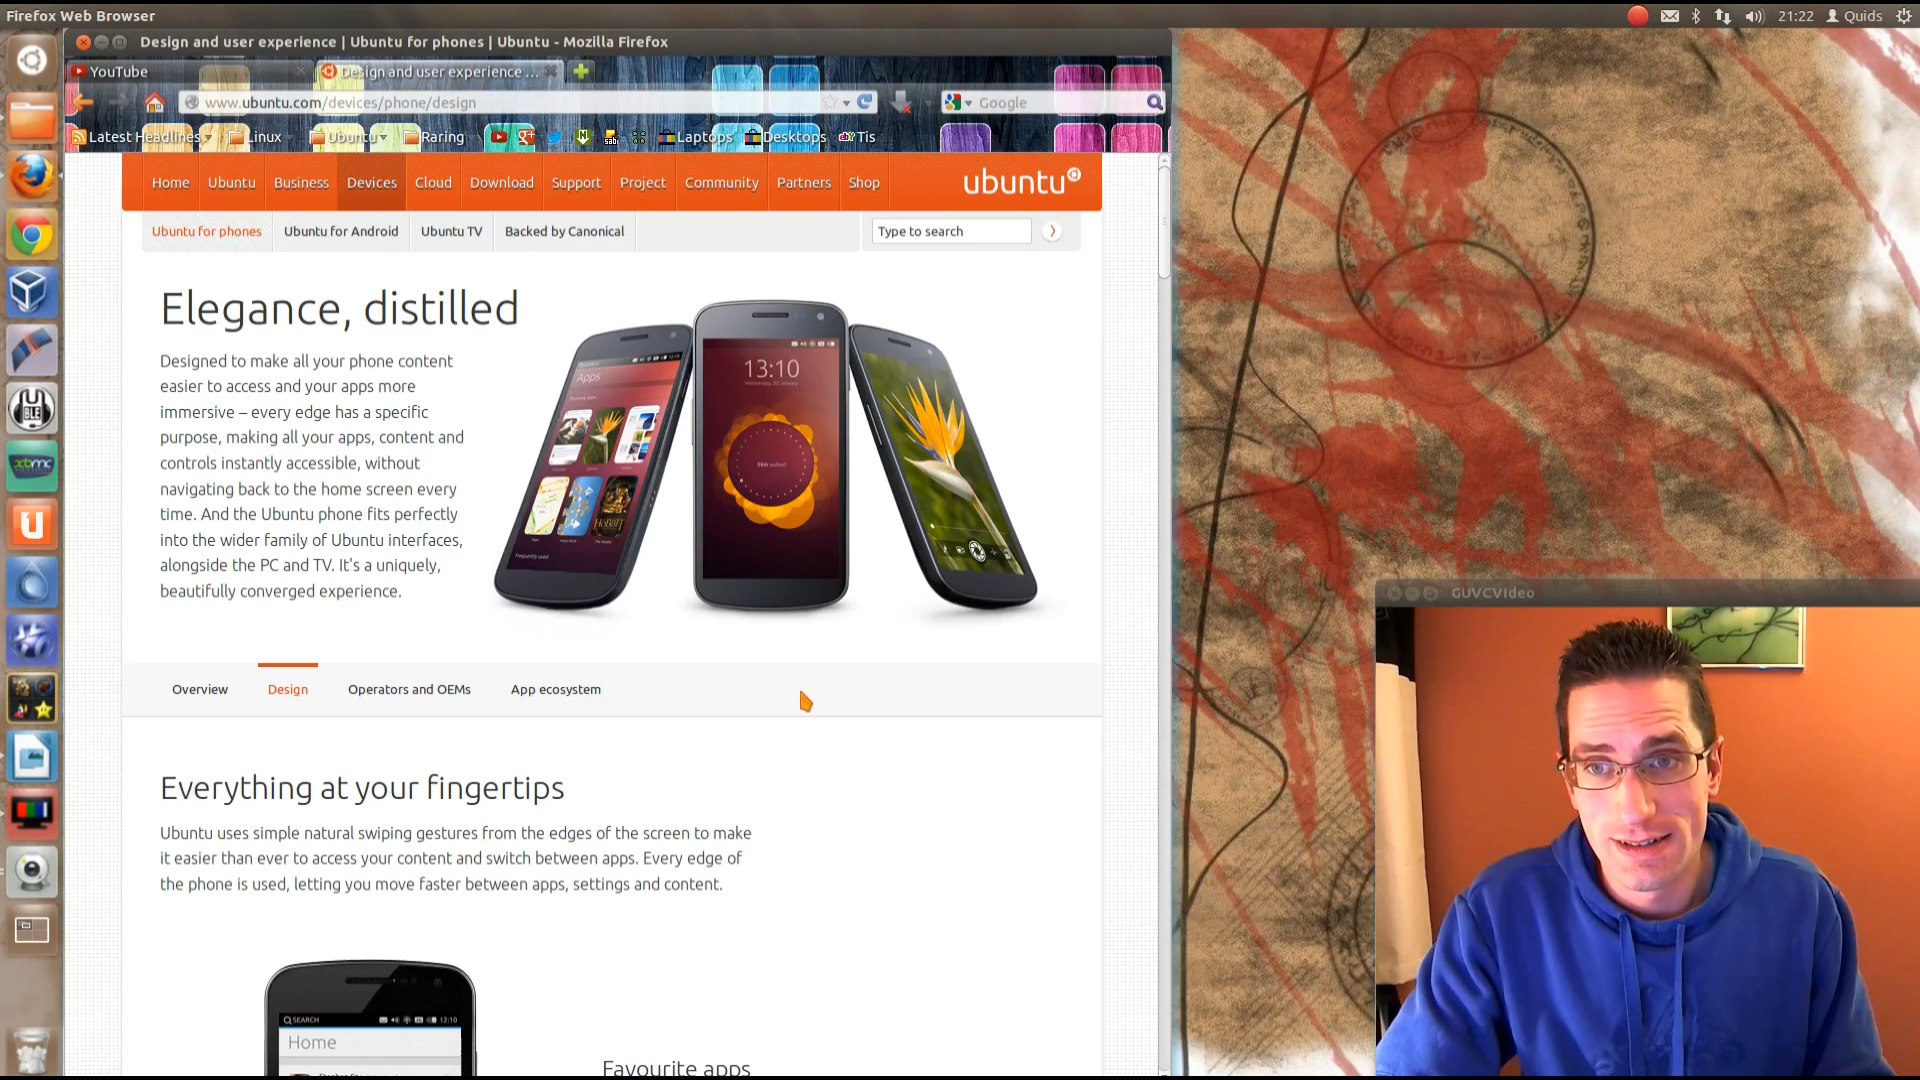 Firefox Web Browser
21:22
Quids
Design and user experience | Ubuntu for phones | Ubuntu - Mozilla Firefox
YouTube
Design and user experience ...
www.ubuntu.com/devices/phone/design
Google
Latest Headlines
Linux
Ubuntu
Raring
Laptops
Desktops
Tis
Home
Ubuntu
Business
Devices
Cloud
Download
Support
Project
Community
Partners
Shop
ubuntu
Ubuntu for phones
Ubuntu for Android
Ubuntu TV
Backed by Canonical
Type to search
Elegance, distilled
Designed to make all your phone content
easier to access and your apps more
immersive – every edge has a specific
purpose, making all your apps, content and
controls instantly accessible, without
navigating back to the home screen every
time. And the Ubuntu phone fits perfectly
into the wider family of Ubuntu interfaces,
alongside the PC and TV. It's a uniquely,
beautifully converged experience.
Apps
13:10
Frequently used
GUVCVideo
Overview
Design
Operators and OEMs
App ecosystem
Everything at your fingertips
Ubuntu uses simple natural swiping gestures from the edges of the screen to make
it easier than ever to access your content and switch between apps. Every edge of
the phone is used, letting you move faster between apps, settings and content.
SEARCH
12:10
Home
Favourite apps
xbmc